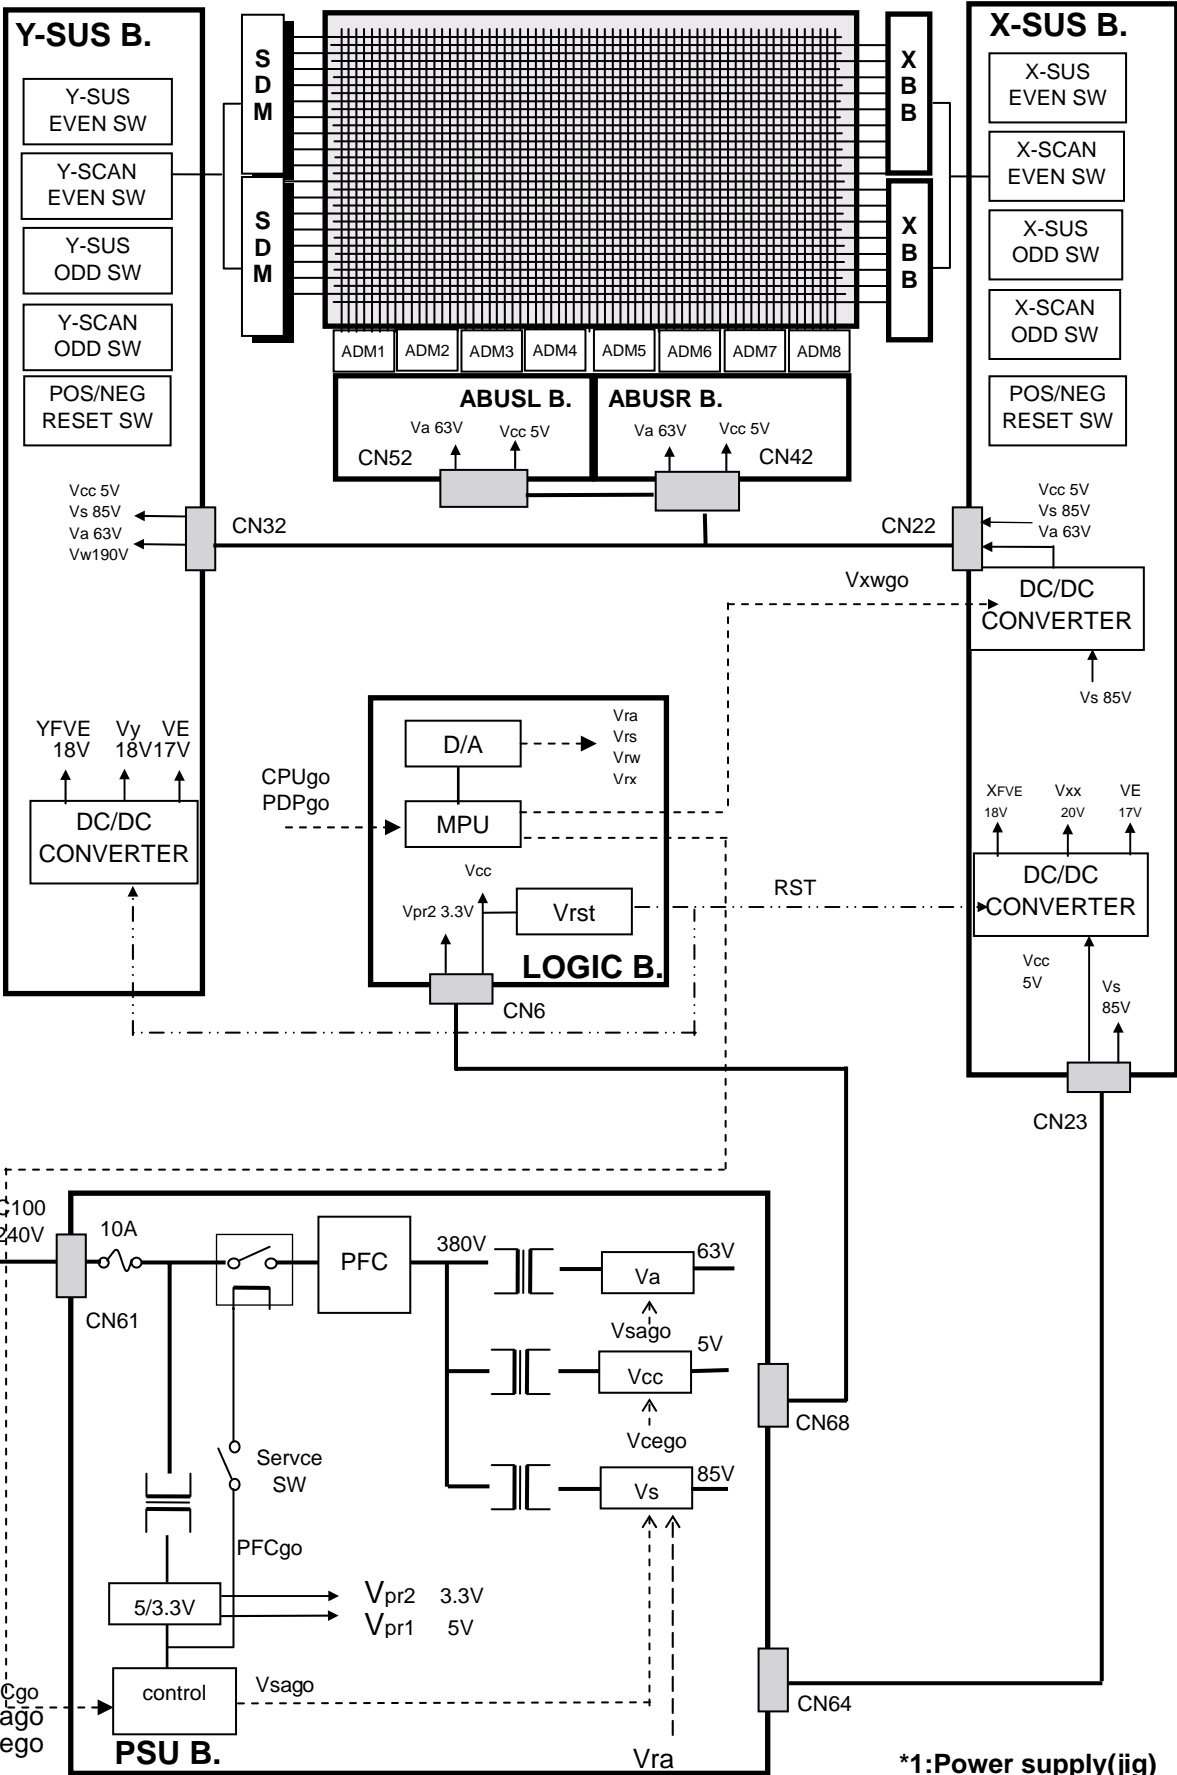 Y-SUS B.
Y-SUS
EVEN SW
Y-SCAN
EVEN SW
Y-SUS
ODD SW
Y-SCAN
ODD SW
POS/NEG
RESET SW
S
D
M
S
D
M
X
B
B
X
B
B
X-SUS B.
X-SUS
EVEN SW
X-SCAN
EVEN SW
X-SUS
ODD SW
X-SCAN
ODD SW
POS/NEG
RESET SW
ADM1 ADM2 ADM3 ADM4 ADM5 ADM6 ADM7 ADM8
ABUSL B. ABUSR B.
Va 63V Vcc 5V Va 63V Vcc 5V
CN52 CN42
Vcc 5V
Vs 85V
Va 63V
Vw190V
CN32
CN22
Vcc 5V
Vs 85V
Va 63V
Vxwgo
DC/DC
CONVERTER
Vs 85V
YFVE Vy VE
18V 18V17V
DC/DC
CONVERTER
CPUgo
PDPgo
D/A
Vra
Vrs
Vrw
Vrx
MPU
Vcc
Vpr2 3.3V
Vrst
LOGIC B.
CN6
RST
XFVE Vxx VE
18V 20V 17V
DC/DC
CONVERTER
Vcc
5V
Vs
85V
CN23
C100
240V
10A
CN61
PFC
380V
Va
63V
Vsago
Vcc
5V
Vcego
Vs
85V
CN68
Servce
SW
PFCgo
5/3.3V
Vpr2 3.3V
Vpr1 5V
control
Vsago
Cgo
ago
ego
PSU B.
Vra
CN64
*1:Power supply(jig)